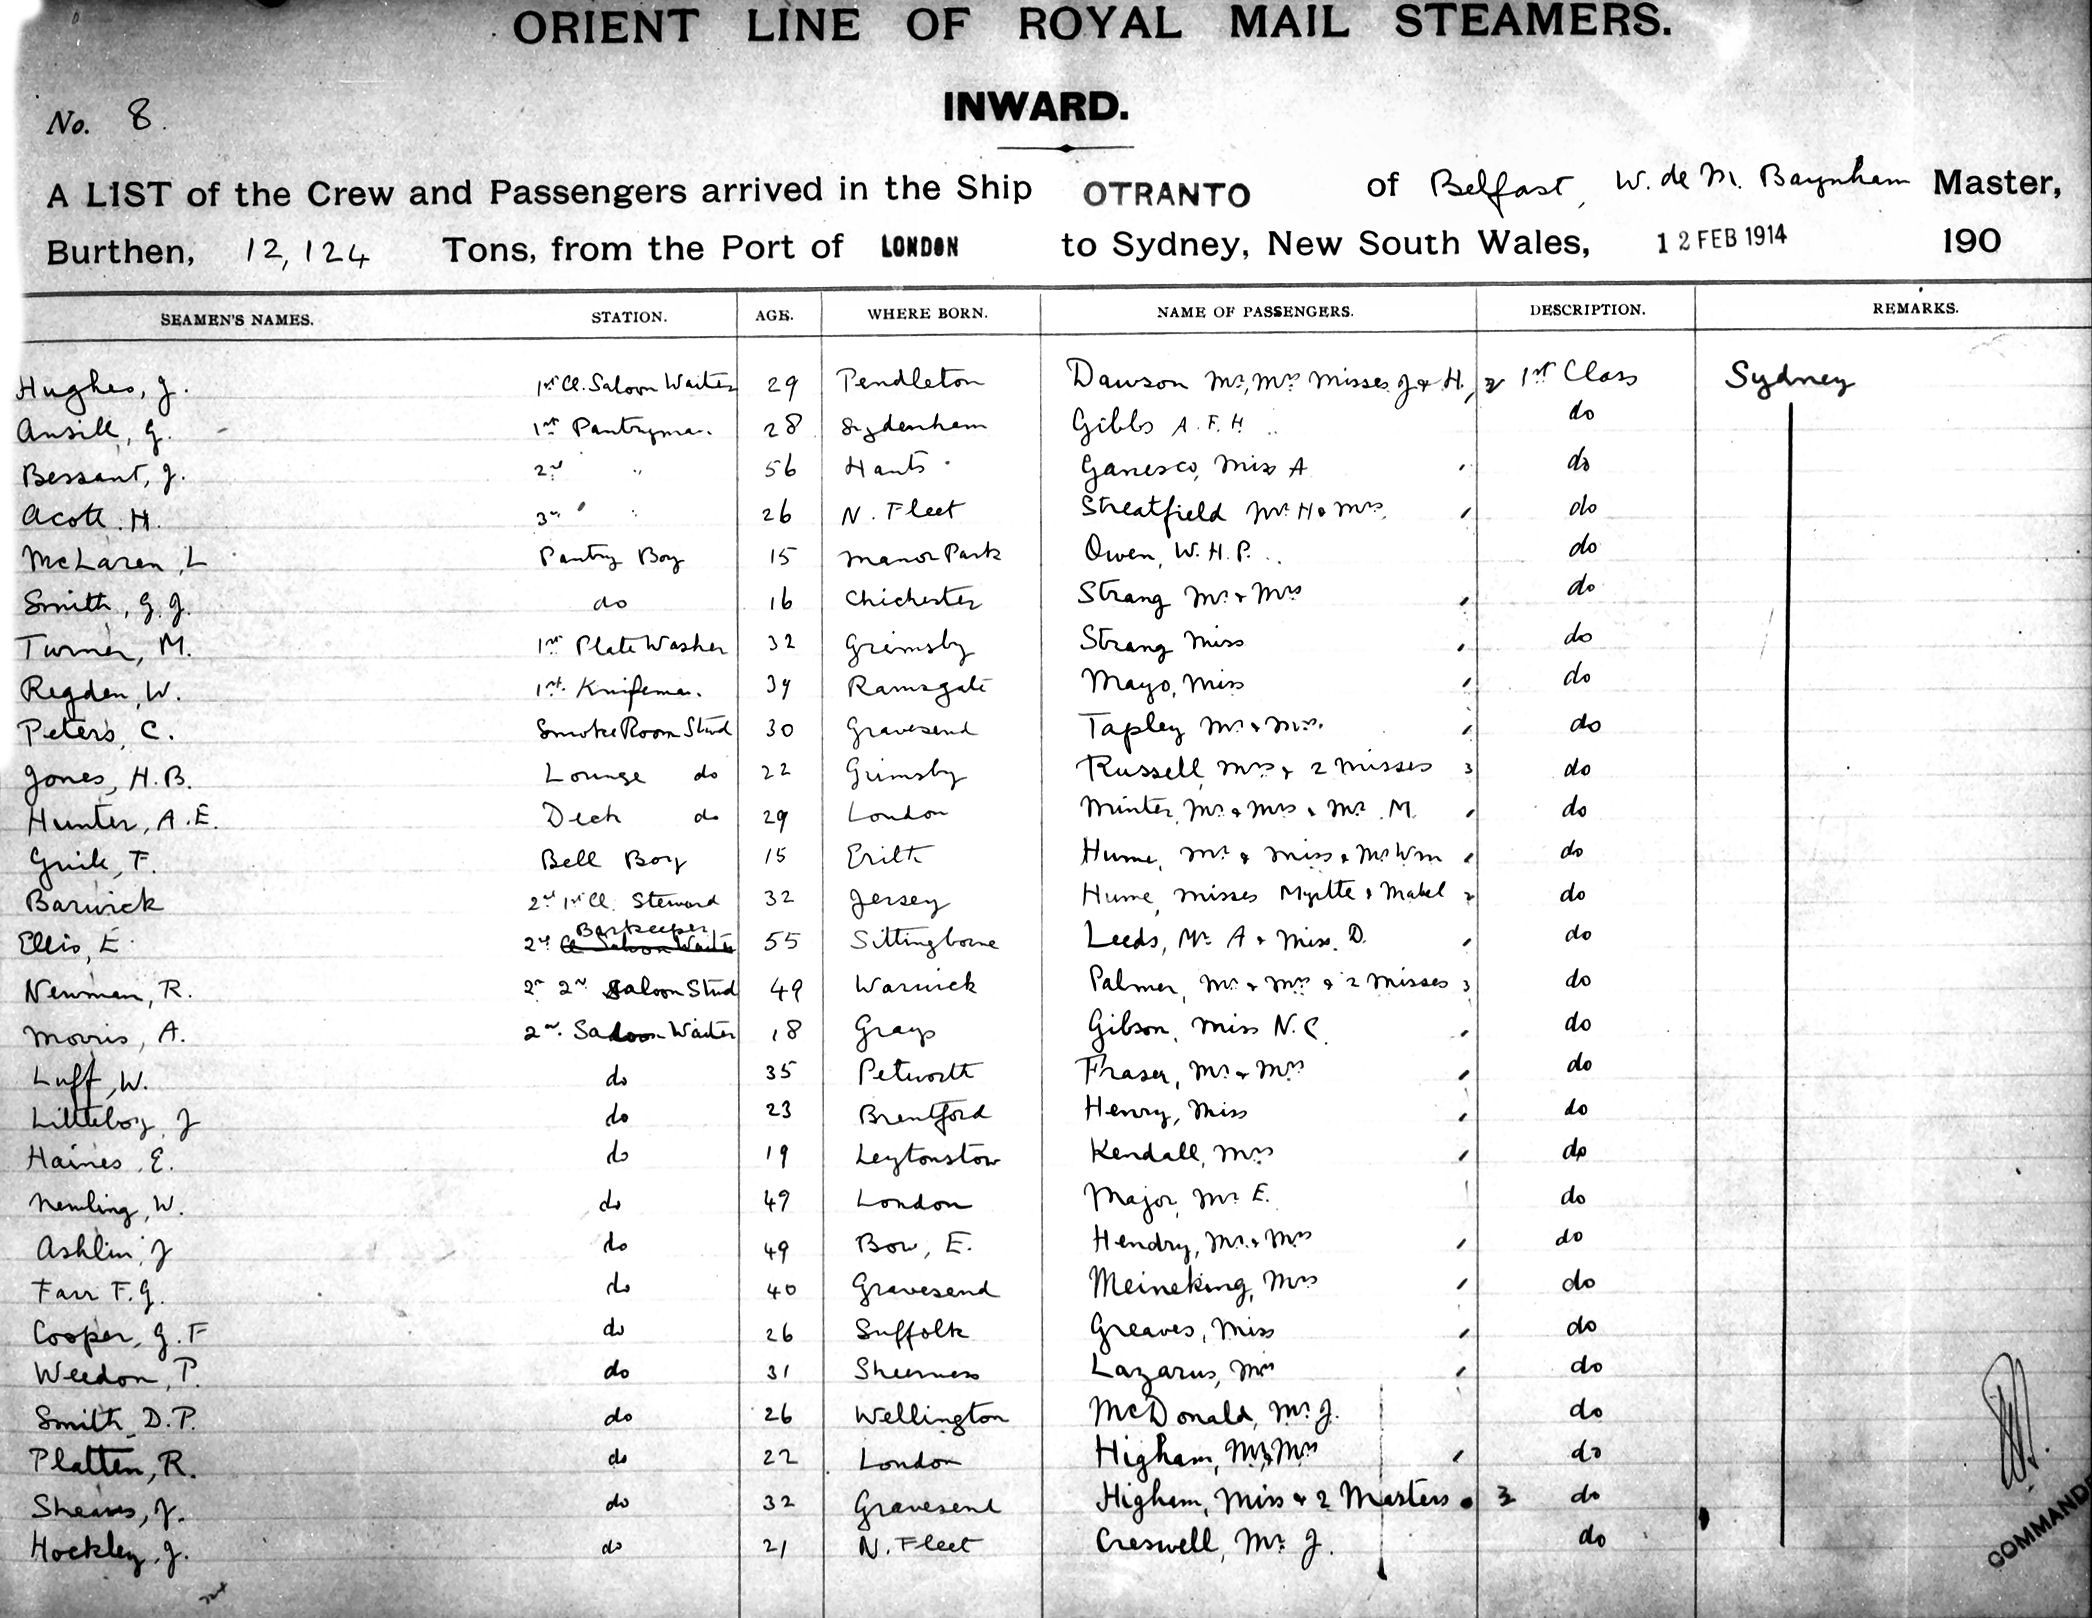 ORIENT LINE OF ROYAL MAIL STEAMERS.
INWARD.
No. 8.
A LIST of the Crew and Passengers arrived in the Ship OTRANTO of Belfast, W. de M. Baynham Master,
Burthen, 12,124 Tons, from the Port of LONDON to Sydney, New South Wales, 12 FEB 1914 190
SEAMEN'S NAMES. STATION. AGE. WHERE BORN. NAME OF PASSENGERS. DESCRIPTION. REMARKS.
Hughes, J. 1st Cl. Saloon Waiter 29 Pendleton Dawson Mr, Mrs Misses J & H. 2 1st Class Sydney
Ansill, G. 1st Pantryman. 28 Sydenham Gibbs A. F. H do
Bessant, J. 2nd " 56 Hants Ganesco, Miss A do
Acott. H. 3rd " 26 N. Fleet Streatfield Mr H & Mrs. do
McLaren, L Pantry Boy 15 Manor Park Owen, W. H. P. do
Smith, G. J. do 16 Chichester Strang Mr & Mrs do
Turner, M. 1st Plate Washer 32 Grimsby Strang Miss do
Regden, W. 1st. Knifeman. 34 Ramsgate Mayo, Miss do
Peters, C. Smoke Room Stwd 30 Gravesend Tapley Mr & Mrs. do
Jones, H. B. Lounge do 22 Grimsby Russell Mrs & 2 Misses 3 do
Hunter, A. E. Deck do 29 London Minter, Mr & Mrs & Mr. M. do
F. Bell Boy 15 Erith Hume, Mr & Miss & Mr Wm do
Barwick 2nd 1st Cl. Steward 32 Jersey Hume, Misses Myrtle & Mabel 2 do
Ellis, E. 2nd Cl Saloon Waiter Barkeeper 55 Sittingborne Leeds, Mr A & Miss. D. do
Newman, R. 2nd 2nd Saloon Stwd 49 Warwick Palmer, Mr & Mrs & 2 Misses 3 do
Morris, A. 2nd. Saloon Waiter 18 Grays Gibson, Miss N. C. do
Luff, W. do 35 Petworth Fraser, Mr & Mrs do
Littleboy, J do 23 Brentford Henry, Miss do
Haines, E. do 19 Leytonstow Kendall, Mrs do
Newling, W. do 49 London Major, Mr E. do
Ashlin, J do 49 Bow, E. Hendry, Mr & Mrs do
Farr F. G. do 40 Gravesend Meineking, Mrs do
Cooper, G. F do 26 Suffolk Greaves, Miss do
Weedon, P. do 31 Sheerness Lazarus, Mrs do
Smith, D. P. do 26 Wellington McDonald, Mr J. do
Platten, R. do 22 London Higham, Mr & Mrs do
Sheaves, J. do 32 Gravesend Higham, Miss & 2 Masters 3 do
Hockley, J. do 21 N. Fleet Creswell, Mr J. do